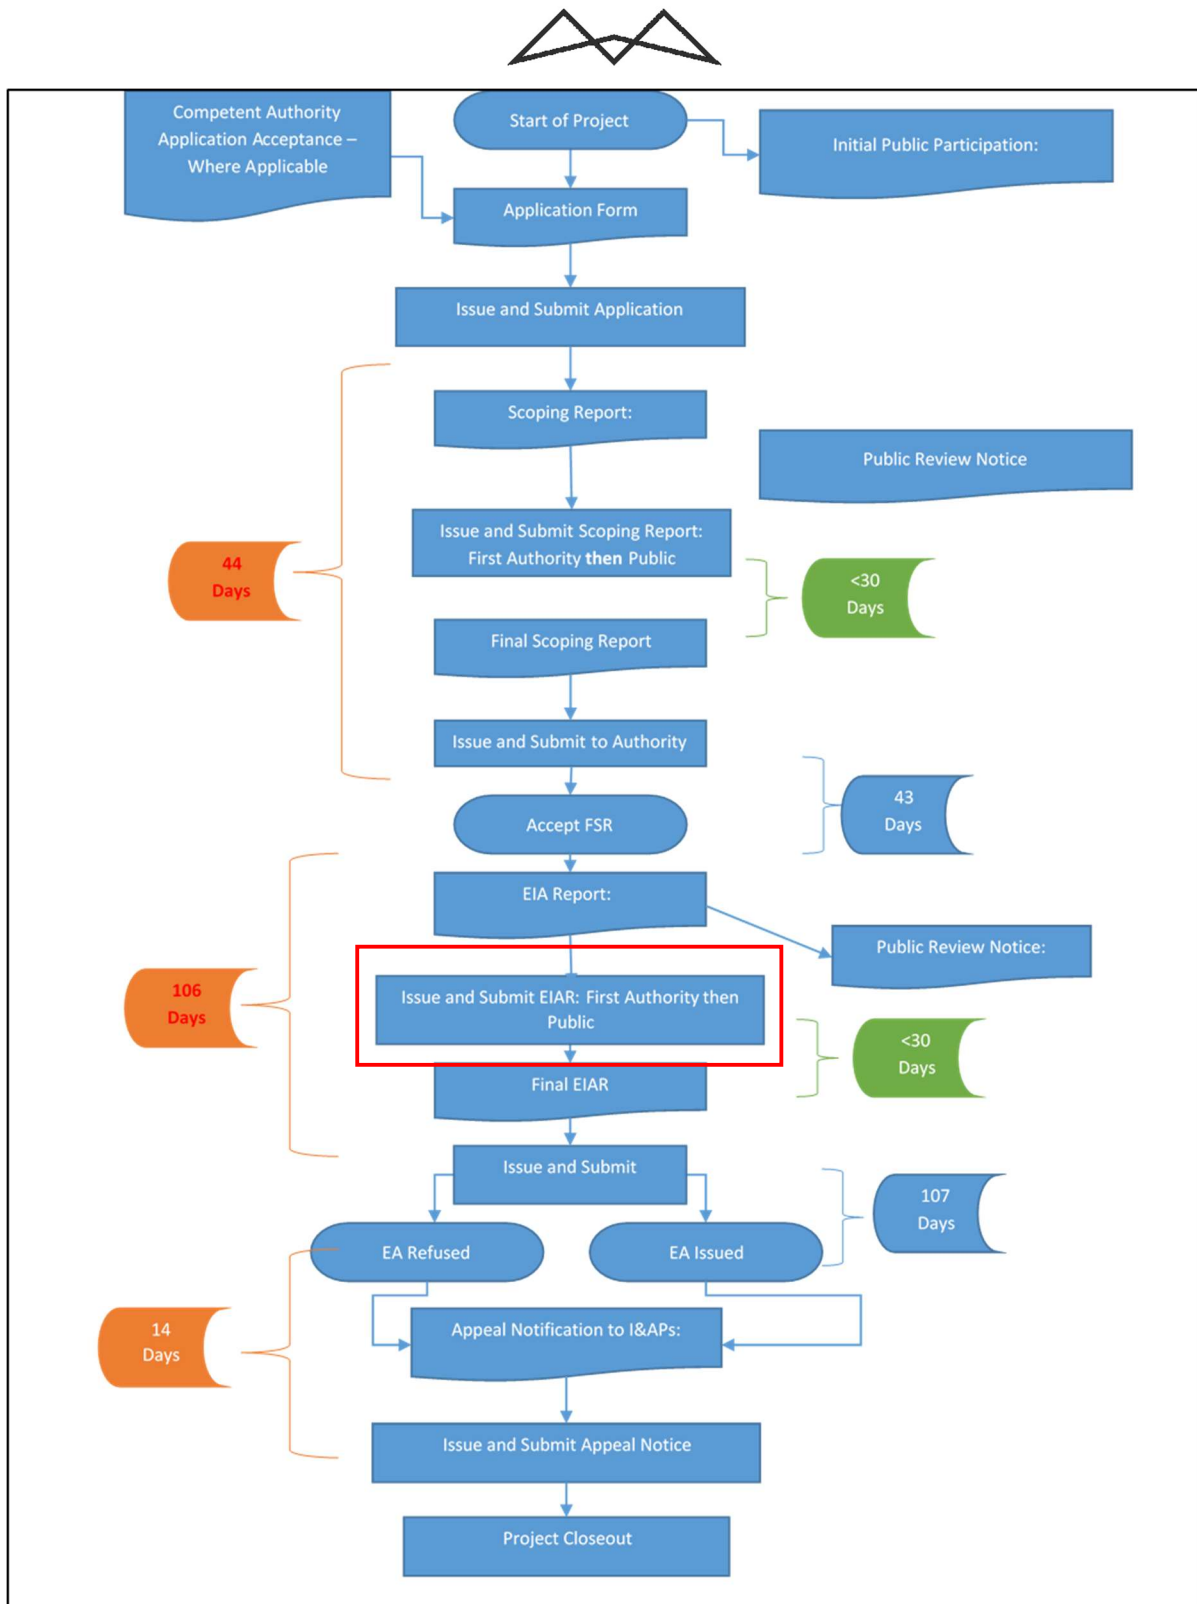 Competent Authority
Application Acceptance –
Where Applicable
Start of Project
Initial Public Participation:
Application Form
Issue and Submit Application
Scoping Report:
Public Review Notice
Issue and Submit Scoping Report:
First Authority then Public
44
Days
<30
Days
Final Scoping Report
Issue and Submit to Authority
43
Days
Accept FSR
EIA Report:
Public Review Notice:
106
Days
Issue and Submit EIAR: First Authority then
Public
<30
Days
Final EIAR
Issue and Submit
107
Days
EA Refused
EA Issued
14
Days
Appeal Notification to I&APs:
Issue and Submit Appeal Notice
Project Closeout